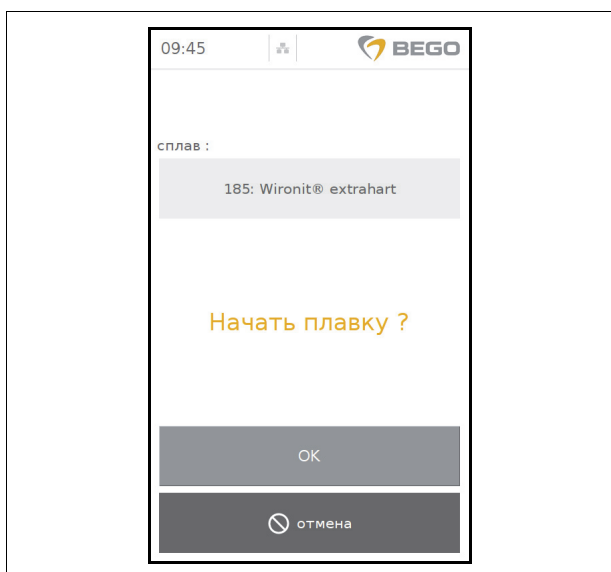 09:45
BEGO
сплав :
185: Wironit® extrahart
Начать плавку ?
OK
отмена